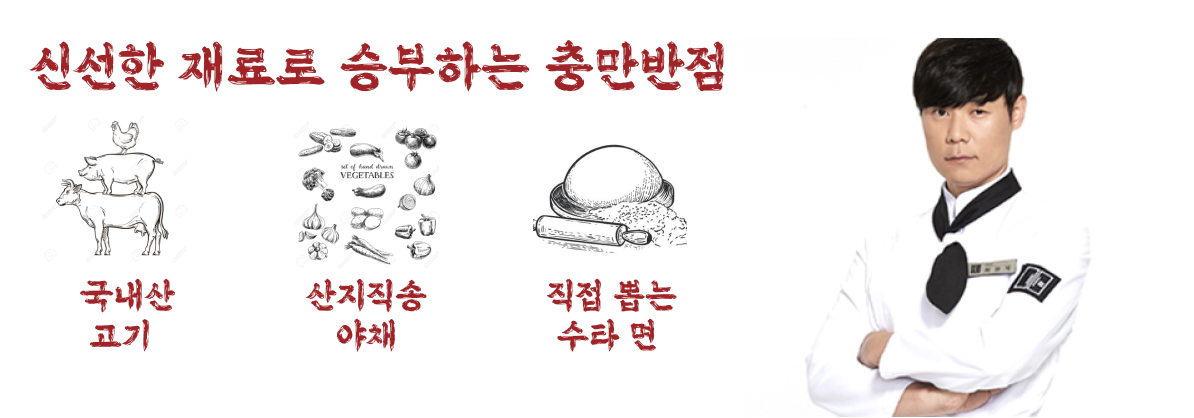 신선한 재료로 승부하는 충만반점
set of hand drawn
VEGETABLES
국내산
고기
산지직송
야채
직접 뽑는
수타 면